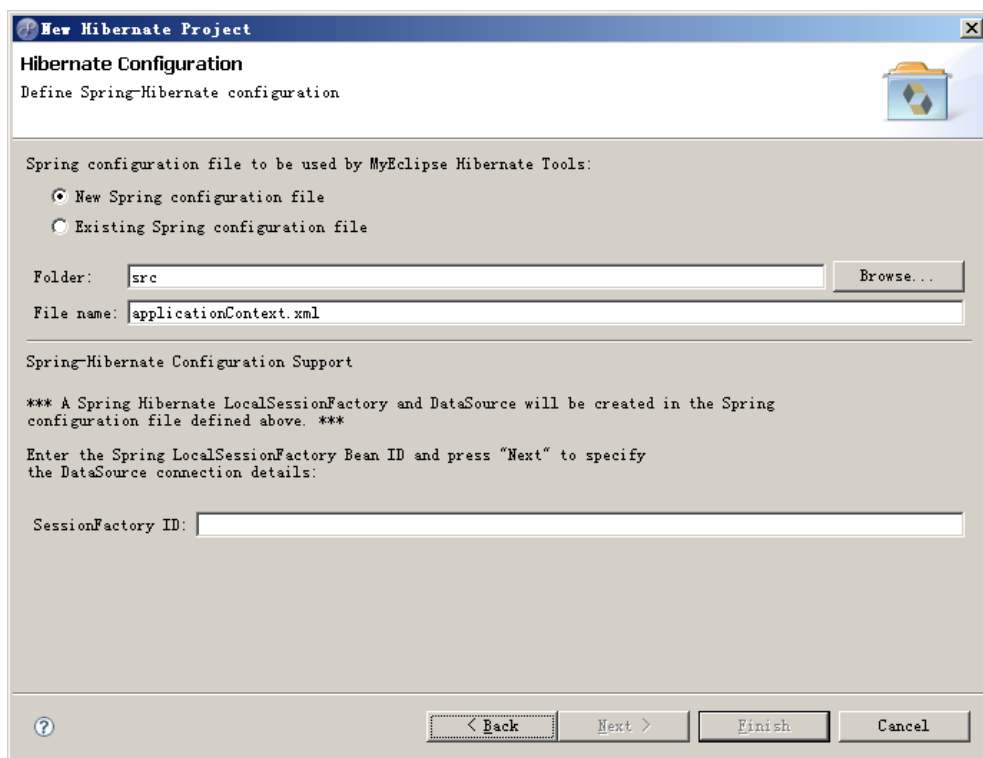 New Hibernate Project
Hibernate Configuration
Define Spring-Hibernate configuration
Spring configuration file to be used by MyEclipse Hibernate Tools:
New Spring configuration file
Existing Spring configuration file
Folder: src Browse...
File name: applicationContext.xml
Spring-Hibernate Configuration Support
*** A Spring Hibernate LocalSessionFactory and DataSource will be created in the Spring
configuration file defined above. ***
Enter the Spring LocalSessionFactory Bean ID and press "Next" to specify
the DataSource connection details:
SessionFactory ID:
? < Back Next > Finish Cancel